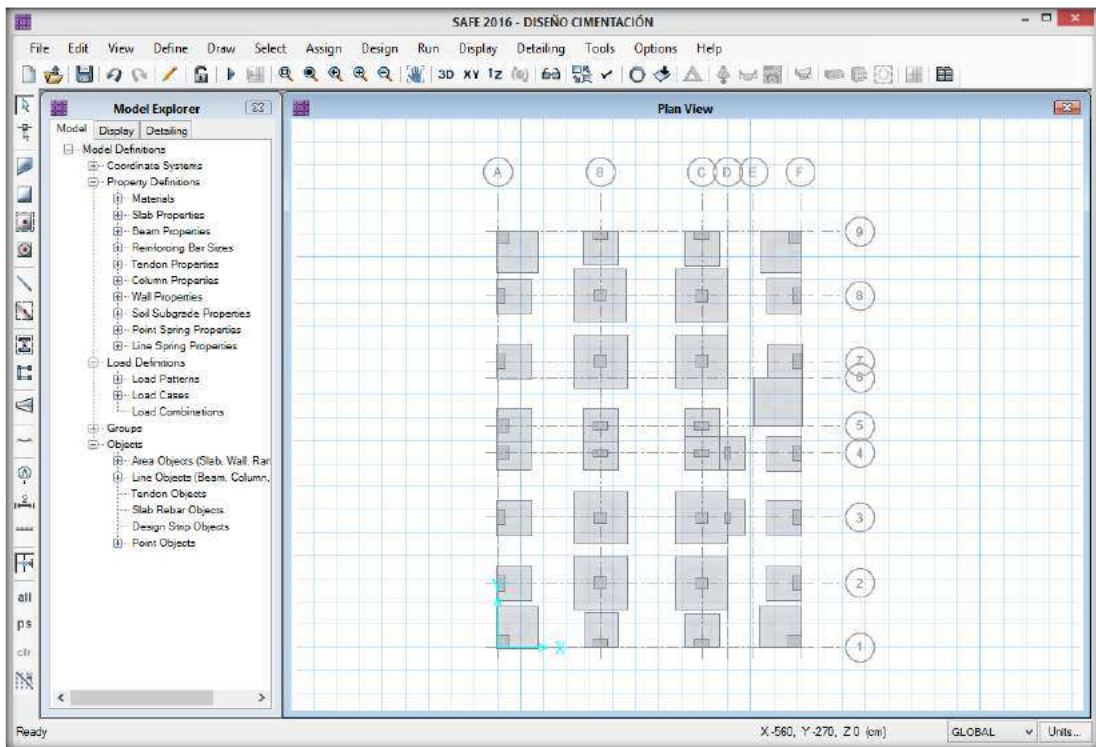 SAFE 2016 - DISEÑO CIMENTACIÓN
File Edit View Define Draw Select Assign Design Run Display Detailing Tools Options Help
3D XY
Model Explorer
Plan View
Model Display Detailing
Model Definitions
Coordinate Systems
Property Definitions
Materials
Slab Properties
Beam Properties
Reinforcing Bar Sizes
Tendon Properties
Column Properties
Wall Properties
Soil Subgrade Properties
Point Spring Properties
Line Spring Properties
Load Definitions
Load Patterns
Load Cases
Load Combinations
Groups
Objects
Area Objects (Slab, Wall, Rar
Line Objects (Beam, Column,
Tendon Objects
Slab Rebar Objects
Design Strip Objects
Point Objects
A B C D E F
9
8
7
6
5
4
3
2
1
X
all
ps
clr
Ready
X -560, Y -270, Z 0 (cm)
GLOBAL
Units...